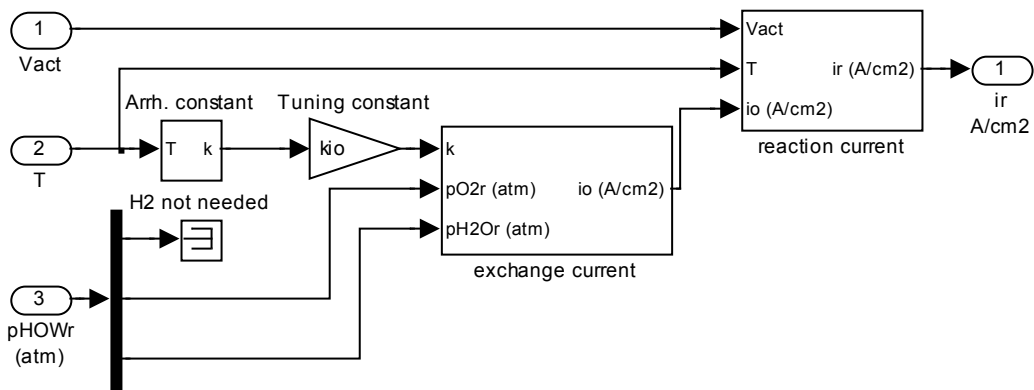 1
Vact
Vact
T
ir (A/cm2)
io (A/cm2)
reaction current
1
ir
A/cm2
2
T
Arrh. constant
T
k
Tuning constant
kio
k
pO2r (atm)
pH2Or (atm)
io (A/cm2)
exchange current
H2 not needed
3
pHOWr
(atm)